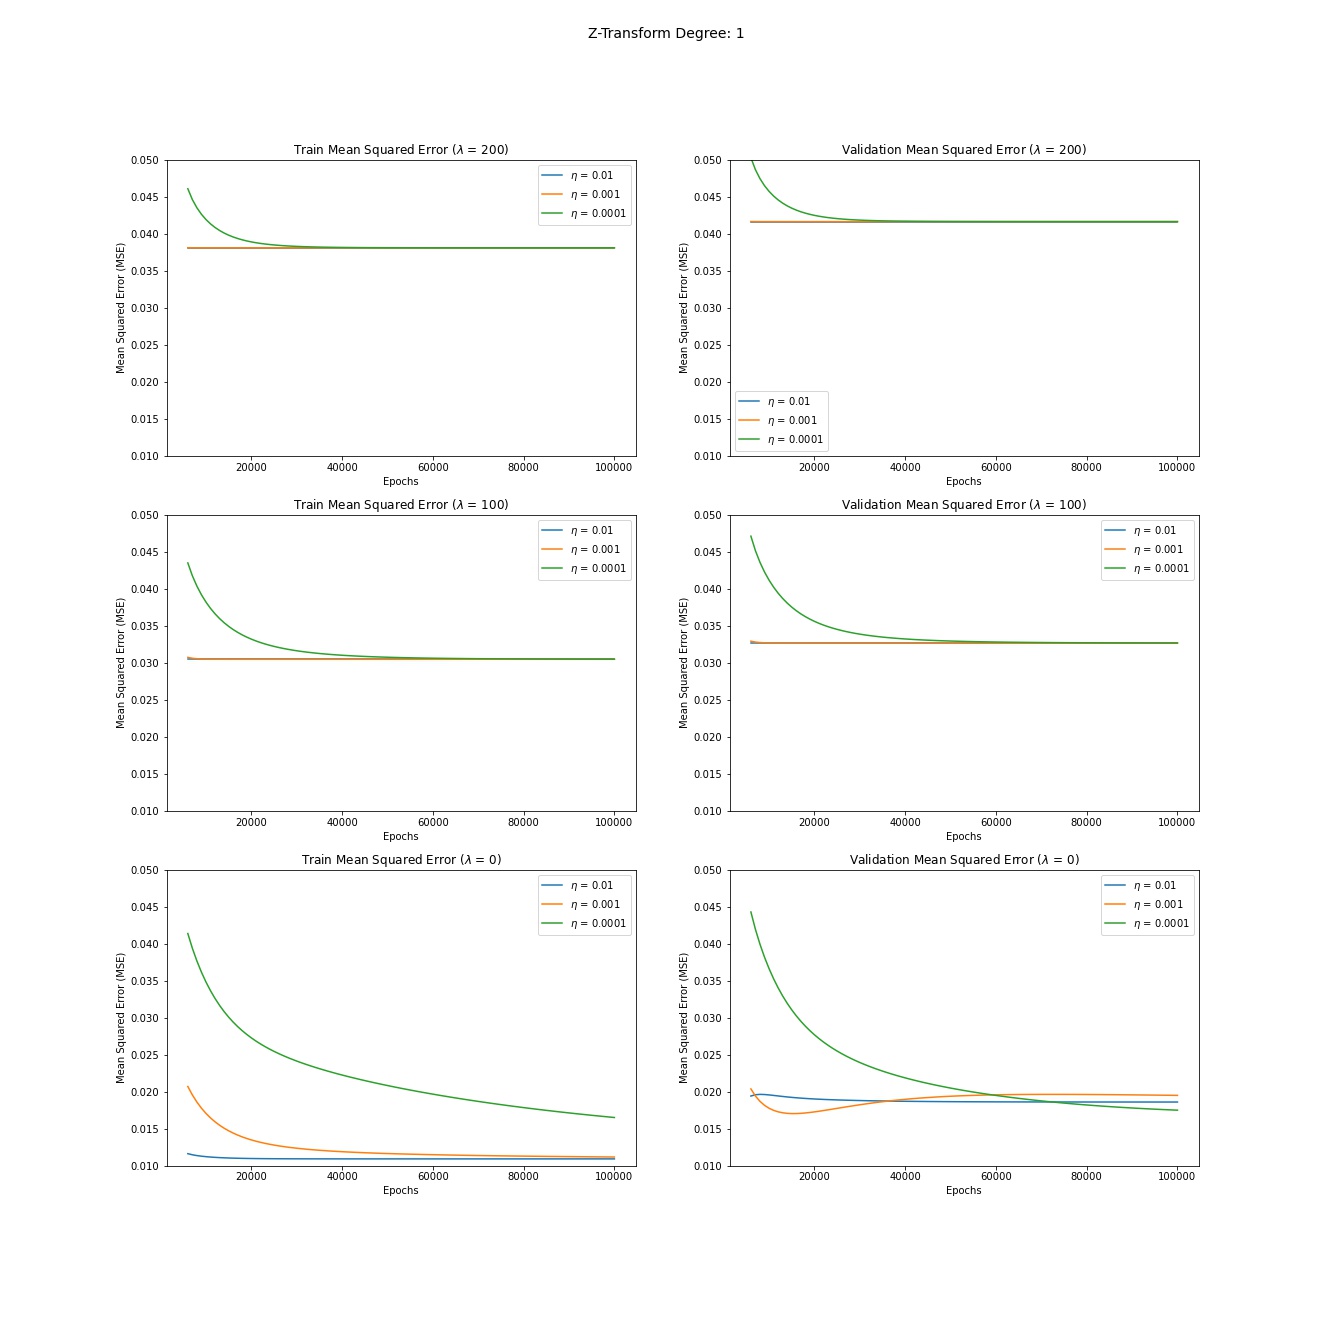 Z-Transform Degree: 1
Train Mean Squared Error (λ = 200)
0.050
0.045
0.040
0.035
0.030
0.025
0.020
0.015
0.010
Mean Squared Error (MSE)
η = 0.01
η = 0.001
η = 0.0001
20000 40000 60000 80000 100000
Epochs
Validation Mean Squared Error (λ = 200)
0.050
0.045
0.040
0.035
0.030
0.025
0.020
0.015
0.010
Mean Squared Error (MSE)
η = 0.01
η = 0.001
η = 0.0001
20000 40000 60000 80000 100000
Epochs
Train Mean Squared Error (λ = 100)
0.050
0.045
0.040
0.035
0.030
0.025
0.020
0.015
0.010
Mean Squared Error (MSE)
η = 0.01
η = 0.001
η = 0.0001
20000 40000 60000 80000 100000
Epochs
Validation Mean Squared Error (λ = 100)
0.050
0.045
0.040
0.035
0.030
0.025
0.020
0.015
0.010
Mean Squared Error (MSE)
η = 0.01
η = 0.001
η = 0.0001
20000 40000 60000 80000 100000
Epochs
Train Mean Squared Error (λ = 0)
0.050
0.045
0.040
0.035
0.030
0.025
0.020
0.015
0.010
Mean Squared Error (MSE)
η = 0.01
η = 0.001
η = 0.0001
20000 40000 60000 80000 100000
Epochs
Validation Mean Squared Error (λ = 0)
0.050
0.045
0.040
0.035
0.030
0.025
0.020
0.015
0.010
Mean Squared Error (MSE)
η = 0.01
η = 0.001
η = 0.0001
20000 40000 60000 80000 100000
Epochs